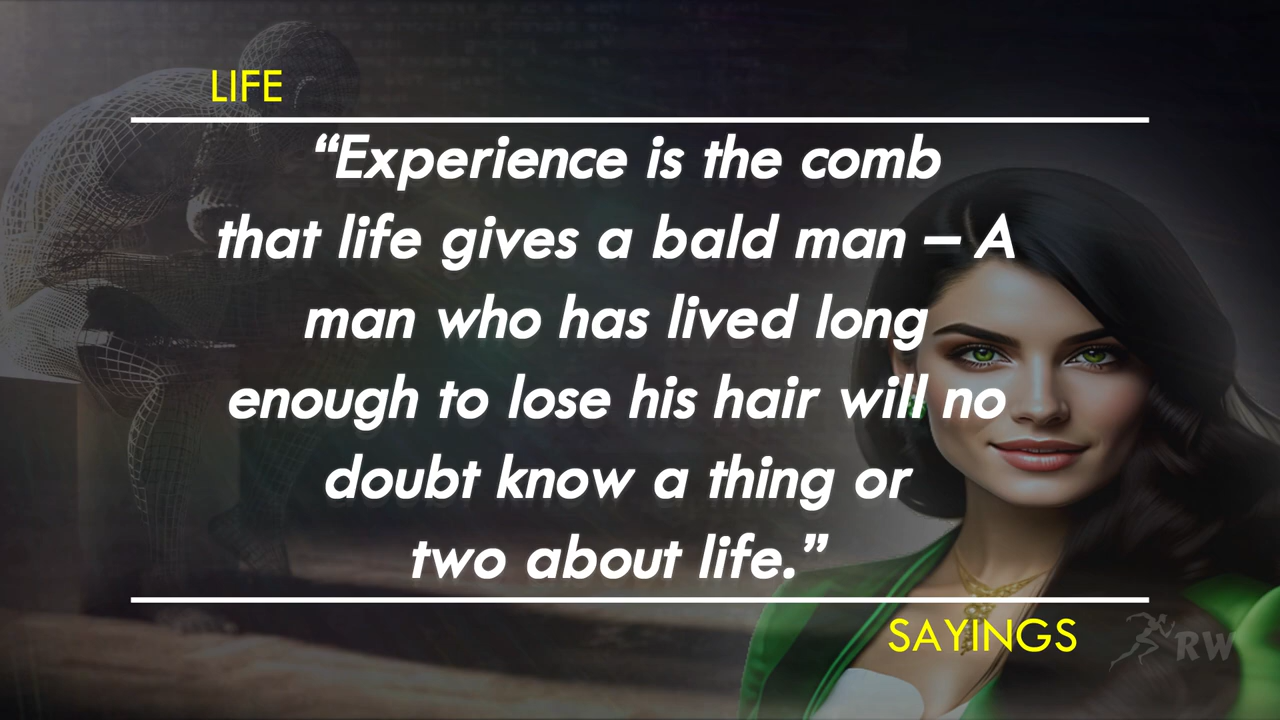 LIFE
“Experience is the comb
that life gives a bald man – A
man who has lived long
enough to lose his hair will no
doubt know a thing or
two about life.”
SAYINGS
RW